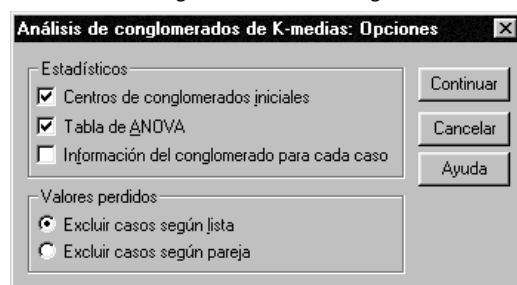 Análisis de conglomerados de K-medias: Opciones
Estadísticos
Centros de conglomerados iniciales
Tabla de ANOVA
Información del conglomerado para cada caso
Continuar
Cancelar
Ayuda
Valores perdidos
Excluir casos según lista
Excluir casos según pareja